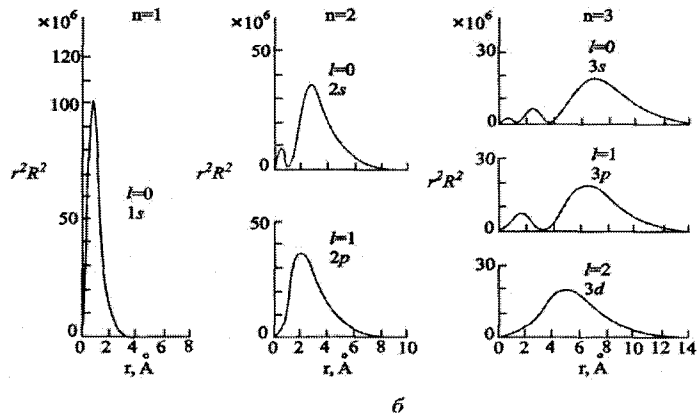 n=1
×10⁶
120
100
r²R²
50
0
l=0
1s
0 2 4 6 8
r, Å
n=2
×10⁶
50
l=0
2s
0
r²R²
50
l=1
2p
0
0 2 4 6 8 10
r, Å
n=3
×10⁶
30
l=0
3s
0
30
r²R²
l=1
3p
0
30
l=2
3d
0
0 2 4 6 8 10 12 14
r, Å
б